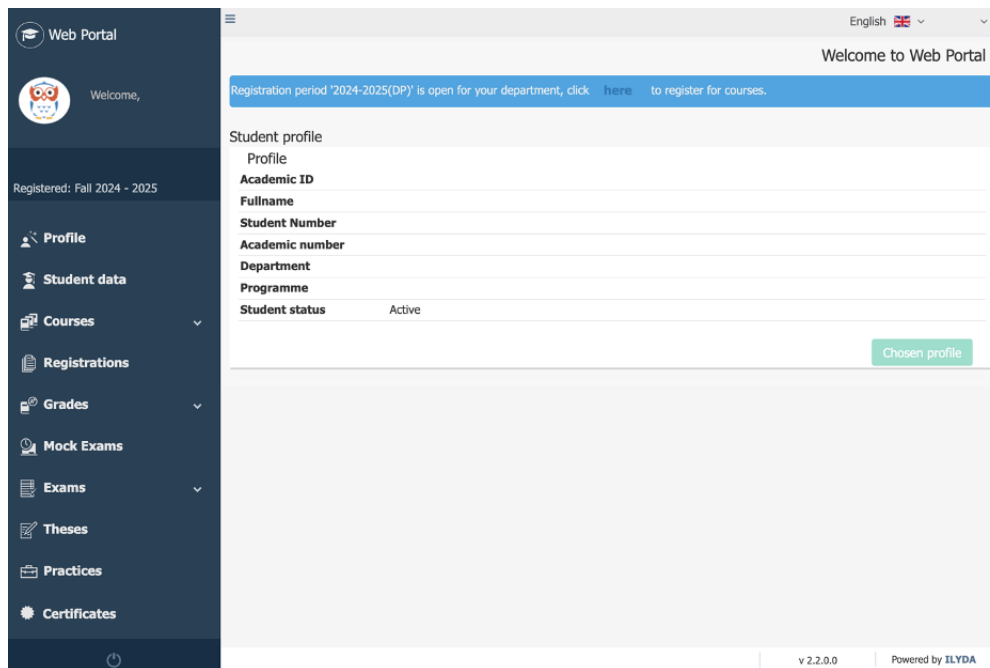 Web Portal
English
Welcome to Web Portal
Welcome,
Registration period '2024-2025(DP)' is open for your department, click here to register for courses.
Registered: Fall 2024 - 2025
Student profile
Profile
Academic ID
Fullname
Student Number
Academic number
Department
Programme
Student status Active
Chosen profile
Profile
Student data
Courses
Registrations
Grades
Mock Exams
Exams
Theses
Practices
Certificates
v 2.2.0.0
Powered by ILYDA